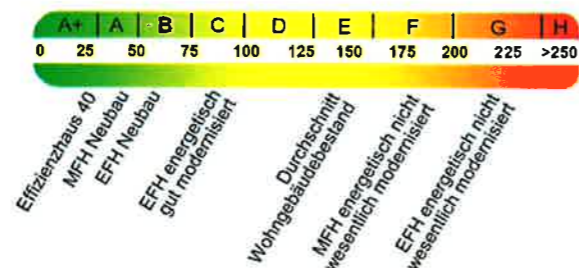 A+ A B C D E F G H
0 25 50 75 100 125 150 175 200 225 >250
Effizienzhaus 40
MFH Neubau
EFH Neubau
EFH energetisch
gut modernisiert
Durchschnitt
Wohngebäudebestand
MFH energetisch nicht
wesentlich modernisiert
EFH energetisch nicht
wesentlich modernisiert